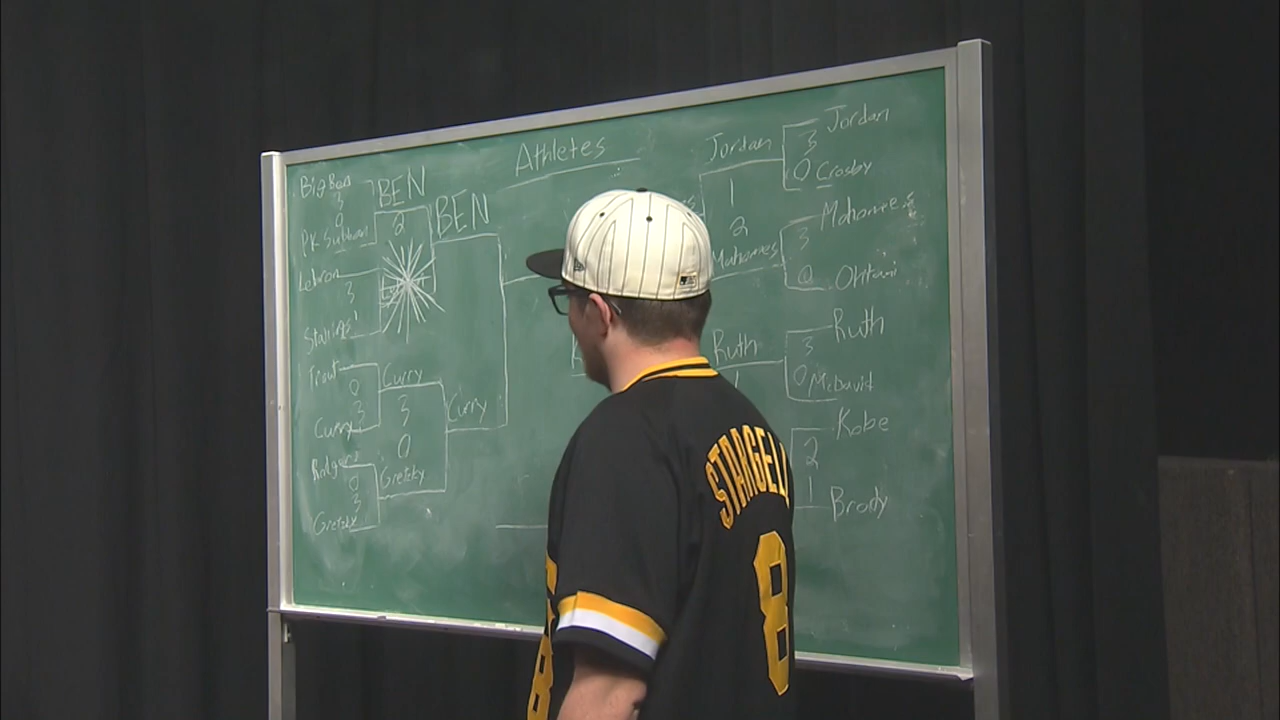 Athletes
Big Ben
3
0
PK Subban
BEN
2
BEN
Lebron
3
Trout
0
3
Curry
Curry
3
0
Gretzky
Curry
Rodgers
0
3
Gretzky
Jordan
3
0 Crosby
Jordan
1
2
Mahomes
Mahomes
3
0
Ohtani
Ruth
3
0 McDavid
Ruth
Kobe
2
1
Brody
STARGELL
8
8